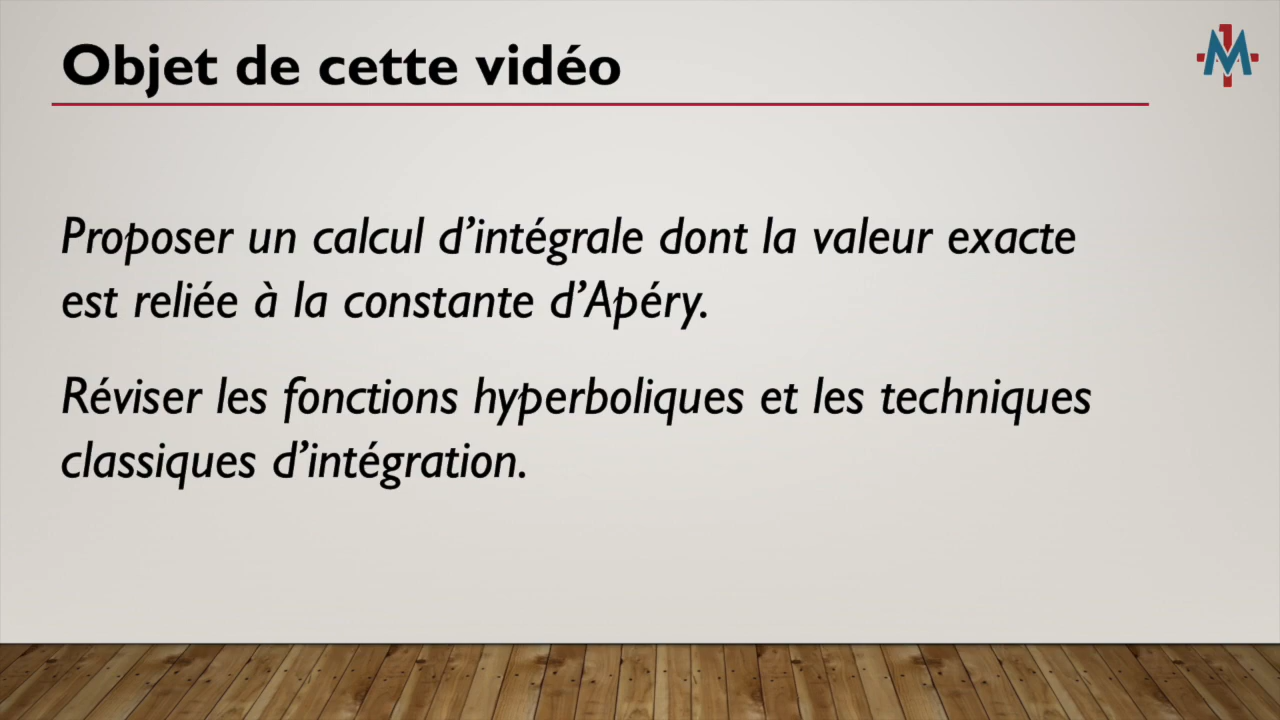 Objet de cette vidéo
Proposer un calcul d’intégrale dont la valeur exacte
est reliée à la constante d’Apéry.
Réviser les fonctions hyperboliques et les techniques
classiques d’intégration.